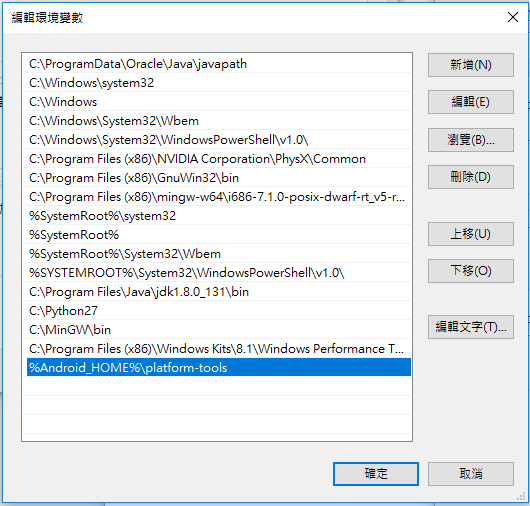 編輯環境變數
C:\ProgramData\Oracle\Java\javapath
C:\Windows\system32
C:\Windows
C:\Windows\System32\Wbem
C:\Windows\System32\WindowsPowerShell\v1.0\
C:\Program Files (x86)\NVIDIA Corporation\PhysX\Common
C:\Program Files (x86)\GnuWin32\bin
C:\Program Files (x86)\mingw-w64\i686-7.1.0-posix-dwarf-rt_v5-r...
%SystemRoot%\system32
%SystemRoot%
%SystemRoot%\System32\Wbem
%SYSTEMROOT%\System32\WindowsPowerShell\v1.0\
C:\Program Files\Java\jdk1.8.0_131\bin
C:\Python27
C:\MinGW\bin
C:\Program Files (x86)\Windows Kits\8.1\Windows Performance T...
%Android_HOME%\platform-tools
新增(N)
編輯(E)
瀏覽(B)...
刪除(D)
上移(U)
下移(O)
編輯文字(T)...
確定
取消